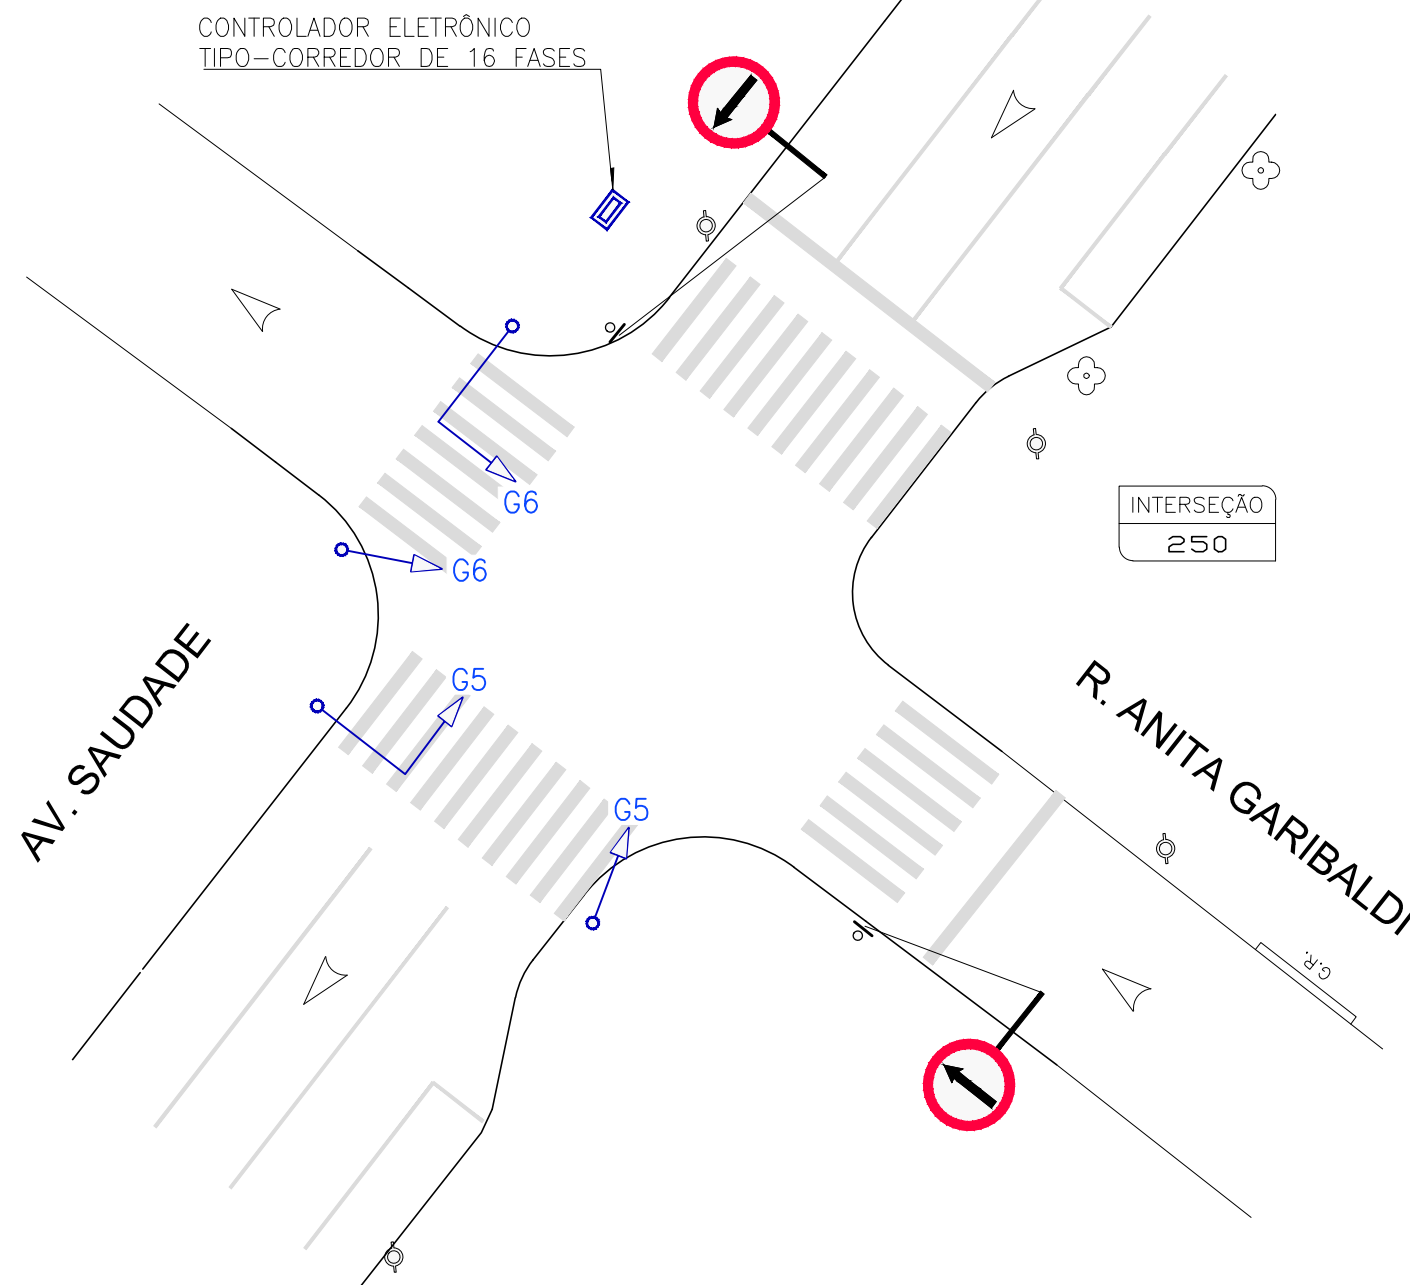 CONTROLADOR ELETRÔNICO
TIPO-CORREDOR DE 16 FASES
G6
INTERSEÇÃO
250
G6
AV. SAUDADE
G5
R. ANITA GARIBALDI
G5
G.R.